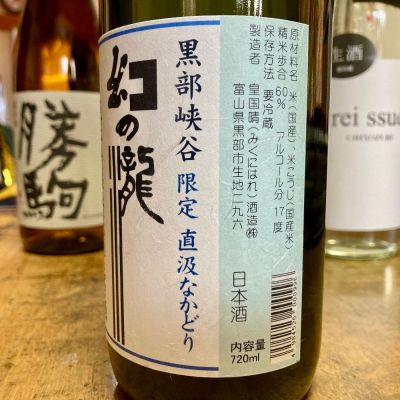 黒部峡谷 限定 直汲なかどり
幻の瀧
原材料名 米(国産)・米こうじ(国産米)
精米歩合 60% アルコール分 17度
保存方法 要冷蔵
製造者 皇国晴(みくにはれ)酒造㈱
富山県黒部市生地二九六
日本酒
内容量
720ml
勝駒
生酒
rei ssue